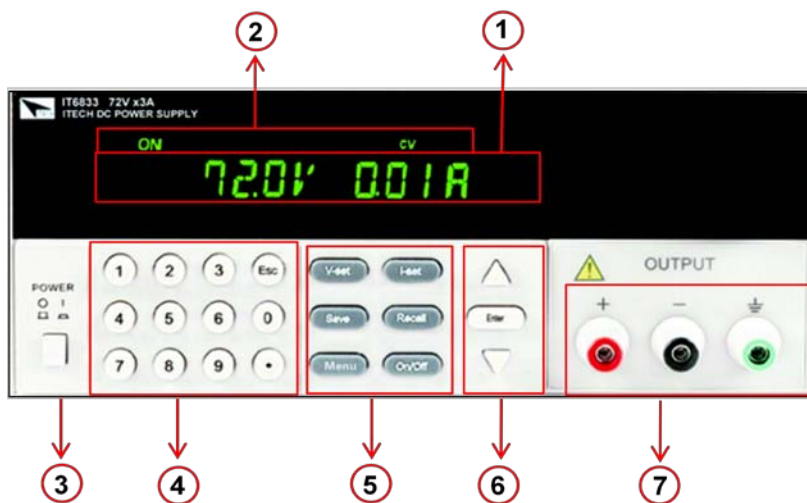 2
1
IT6833 72V x3A
ITECH DC POWER SUPPLY
ON CV
72.0V 0.01A
POWER
1 2 3 Esc
4 5 6 0
7 8 9 •
V-set I-set
Save Recall
Menu On/Off
Enter
OUTPUT
+ −
3 4 5 6 7